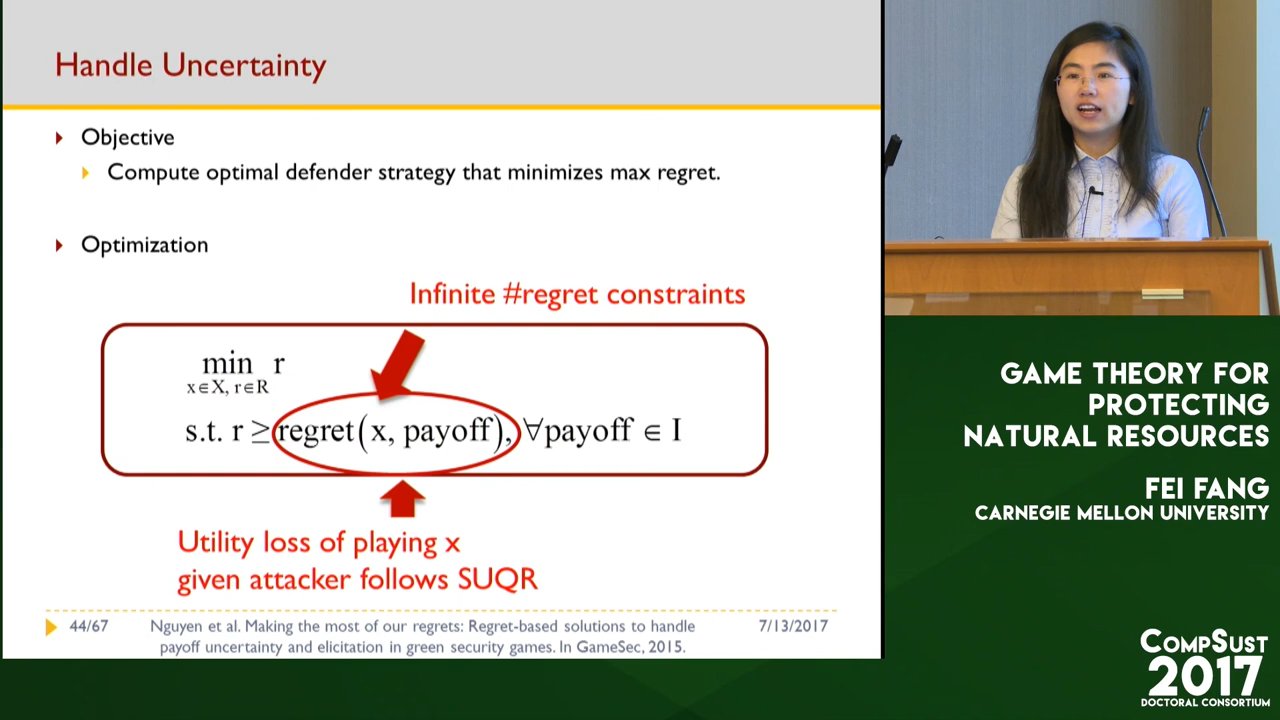 Handle Uncertainty
Objective
Compute optimal defender strategy that minimizes max regret.
Optimization
Infinite #regret constraints
min r
x∈X, r∈R
s.t. r ≥ regret(x, payoff), ∀payoff ∈ I
Utility loss of playing x
given attacker follows SUQR
44/67
Nguyen et al. Making the most of our regrets: Regret-based solutions to handle
payoff uncertainty and elicitation in green security games. In GameSec, 2015.
7/13/2017
GAME THEORY FOR
PROTECTING
NATURAL RESOURCES
FEI FANG
CARNEGIE MELLON UNIVERSITY
COMPSUST
2017
DOCTORAL CONSORTIUM